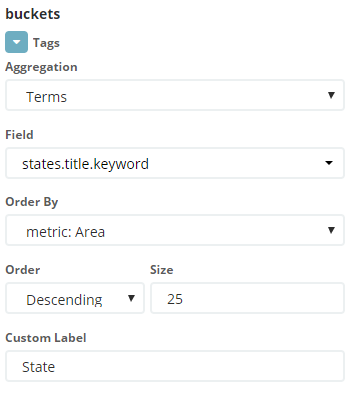 buckets
Tags
Aggregation
Terms
Field
states.title.keyword
Order By
metric: Area
Order Size
Descending 25
Custom Label
State